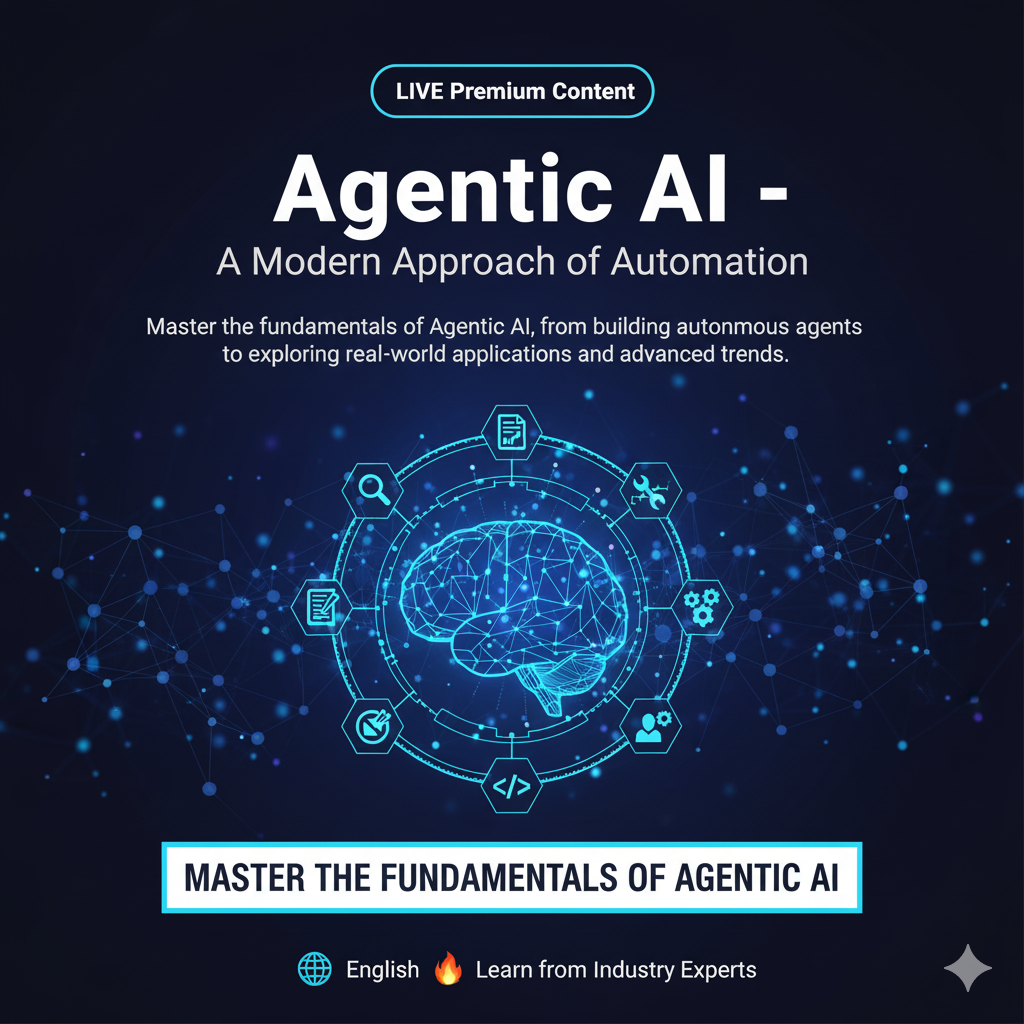 LIVE Premium Content
Agentic AI -
A Modern Approach of Automation
Master the fundamentals of Agentic AI, from building autonmous agents
to exploring real-world applications and advanced trends.
</>
MASTER THE FUNDAMENTALS OF AGENTIC AI
English 🔥 Learn from Industry Experts